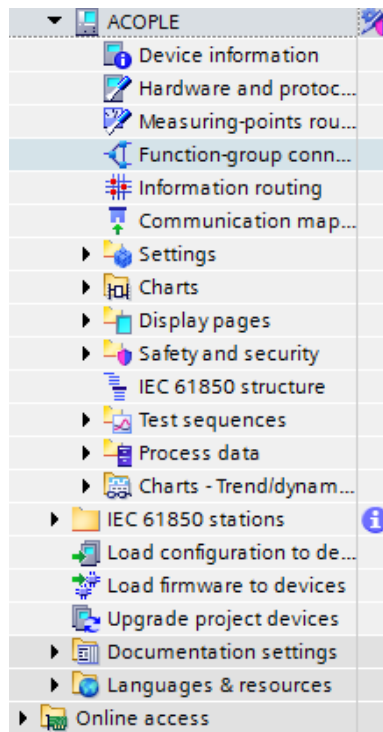 ACOPLE
Device information
Hardware and protoc...
Measuring-points rou...
Function-group conn...
Information routing
Communication map...
Settings
Charts
Display pages
Safety and security
IEC 61850 structure
Test sequences
Process data
Charts - Trend/dynam...
IEC 61850 stations
Load configuration to de...
Load firmware to devices
Upgrade project devices
Documentation settings
Languages & resources
Online access